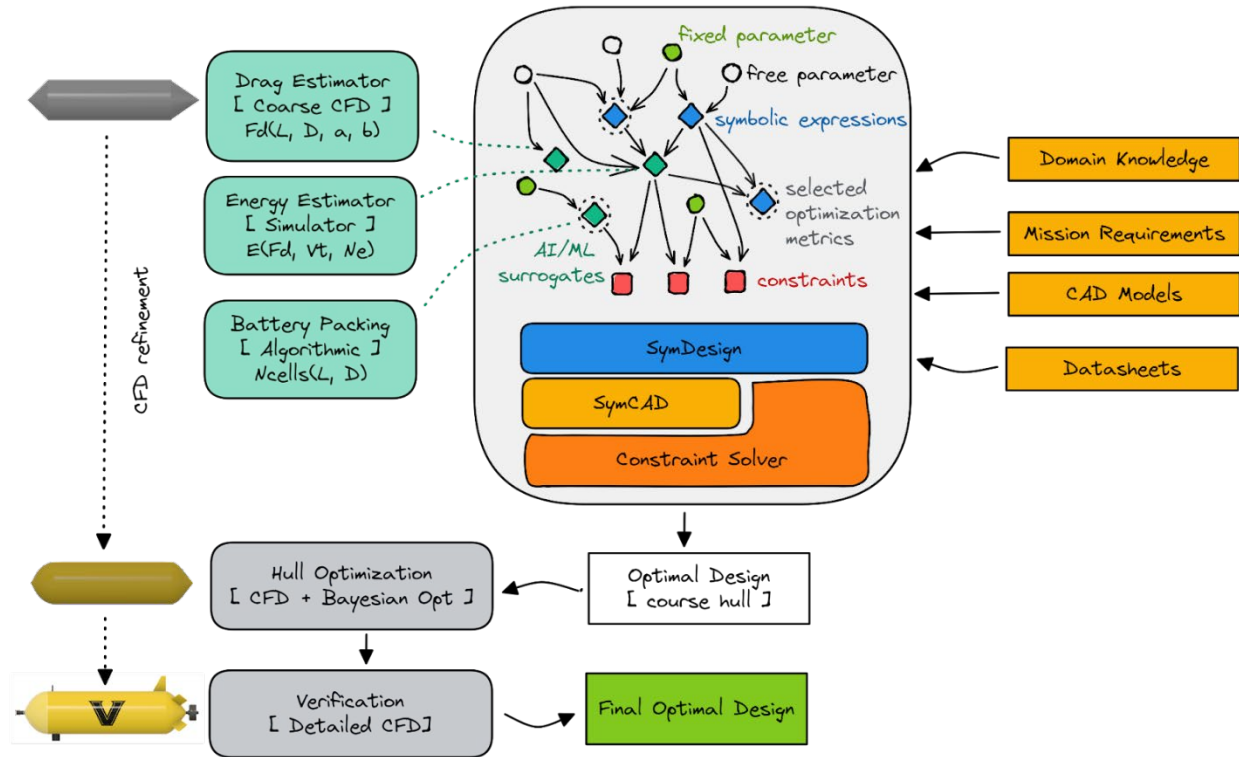 Drag Estimator
[ Coarse CFD ]
Fd(L, D, a, b)
Energy Estimator
[ Simulator ]
E(Fd, Vt, Ne)
Battery Packing
[ Algorithmic ]
Ncells(L, D)
CFD refinement
fixed parameter
free parameter
symbolic expressions
selected
optimization
metrics
AI/ML
surrogates
constraints
SymDesign
SymCAD
Constraint Solver
Domain Knowledge
Mission Requirements
CAD Models
Datasheets
Hull Optimization
[ CFD + Bayesian Opt ]
Optimal Design
[ course hull ]
V
Verification
[ Detailed CFD]
Final Optimal Design